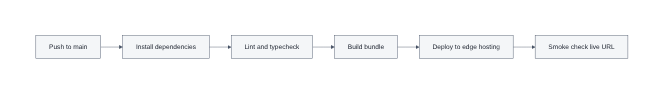 Push to main
Install dependencies
Lint and typecheck
Build bundle
Deploy to edge hosting
Smoke check live URL